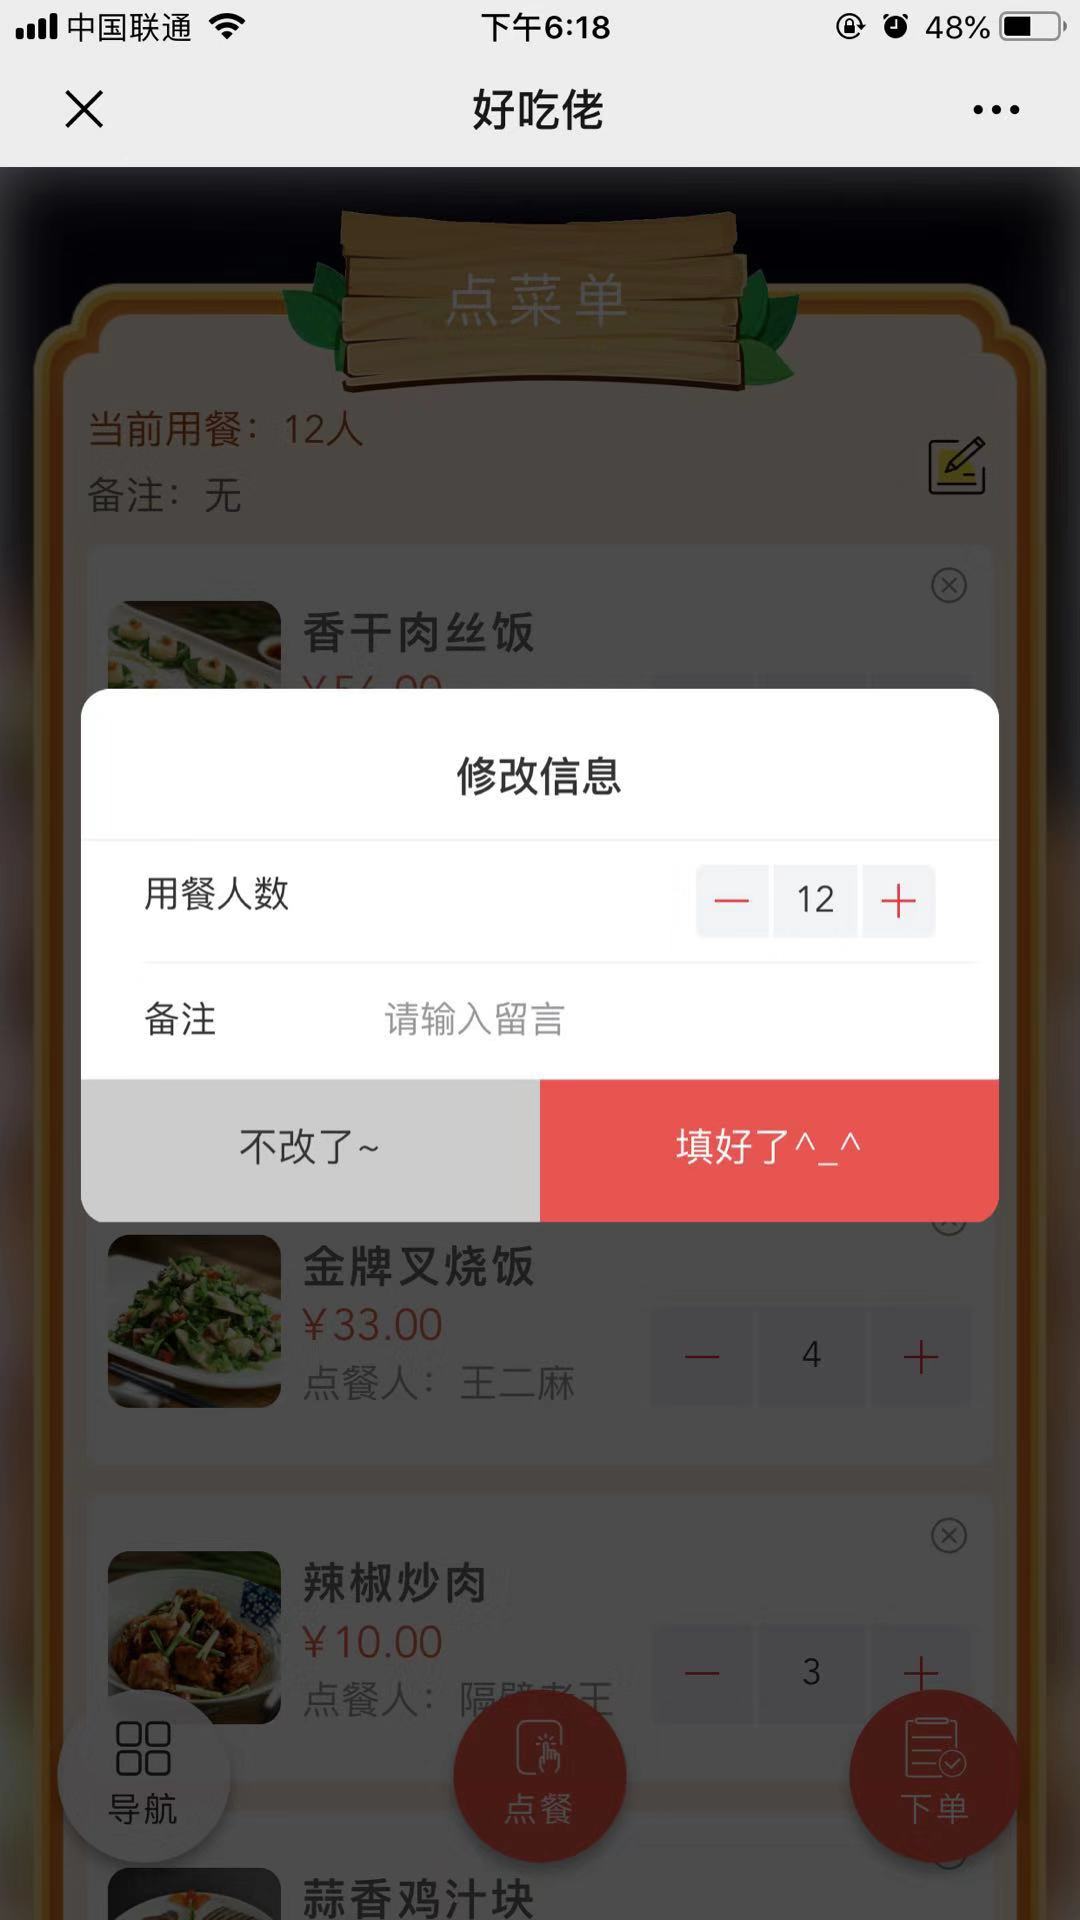 中国联通
下午6:18
48%
好吃佬
点菜单
当前用餐：12人
备注：无
香干肉丝饭
修改信息
用餐人数
12
备注
请输入留言
不改了~
填好了^_^
金牌叉烧饭
¥33.00
点餐人：王二麻
4
辣椒炒肉
¥10.00
点餐人：隔壁老王
3
导航
点餐
下单
蒜香鸡汁块